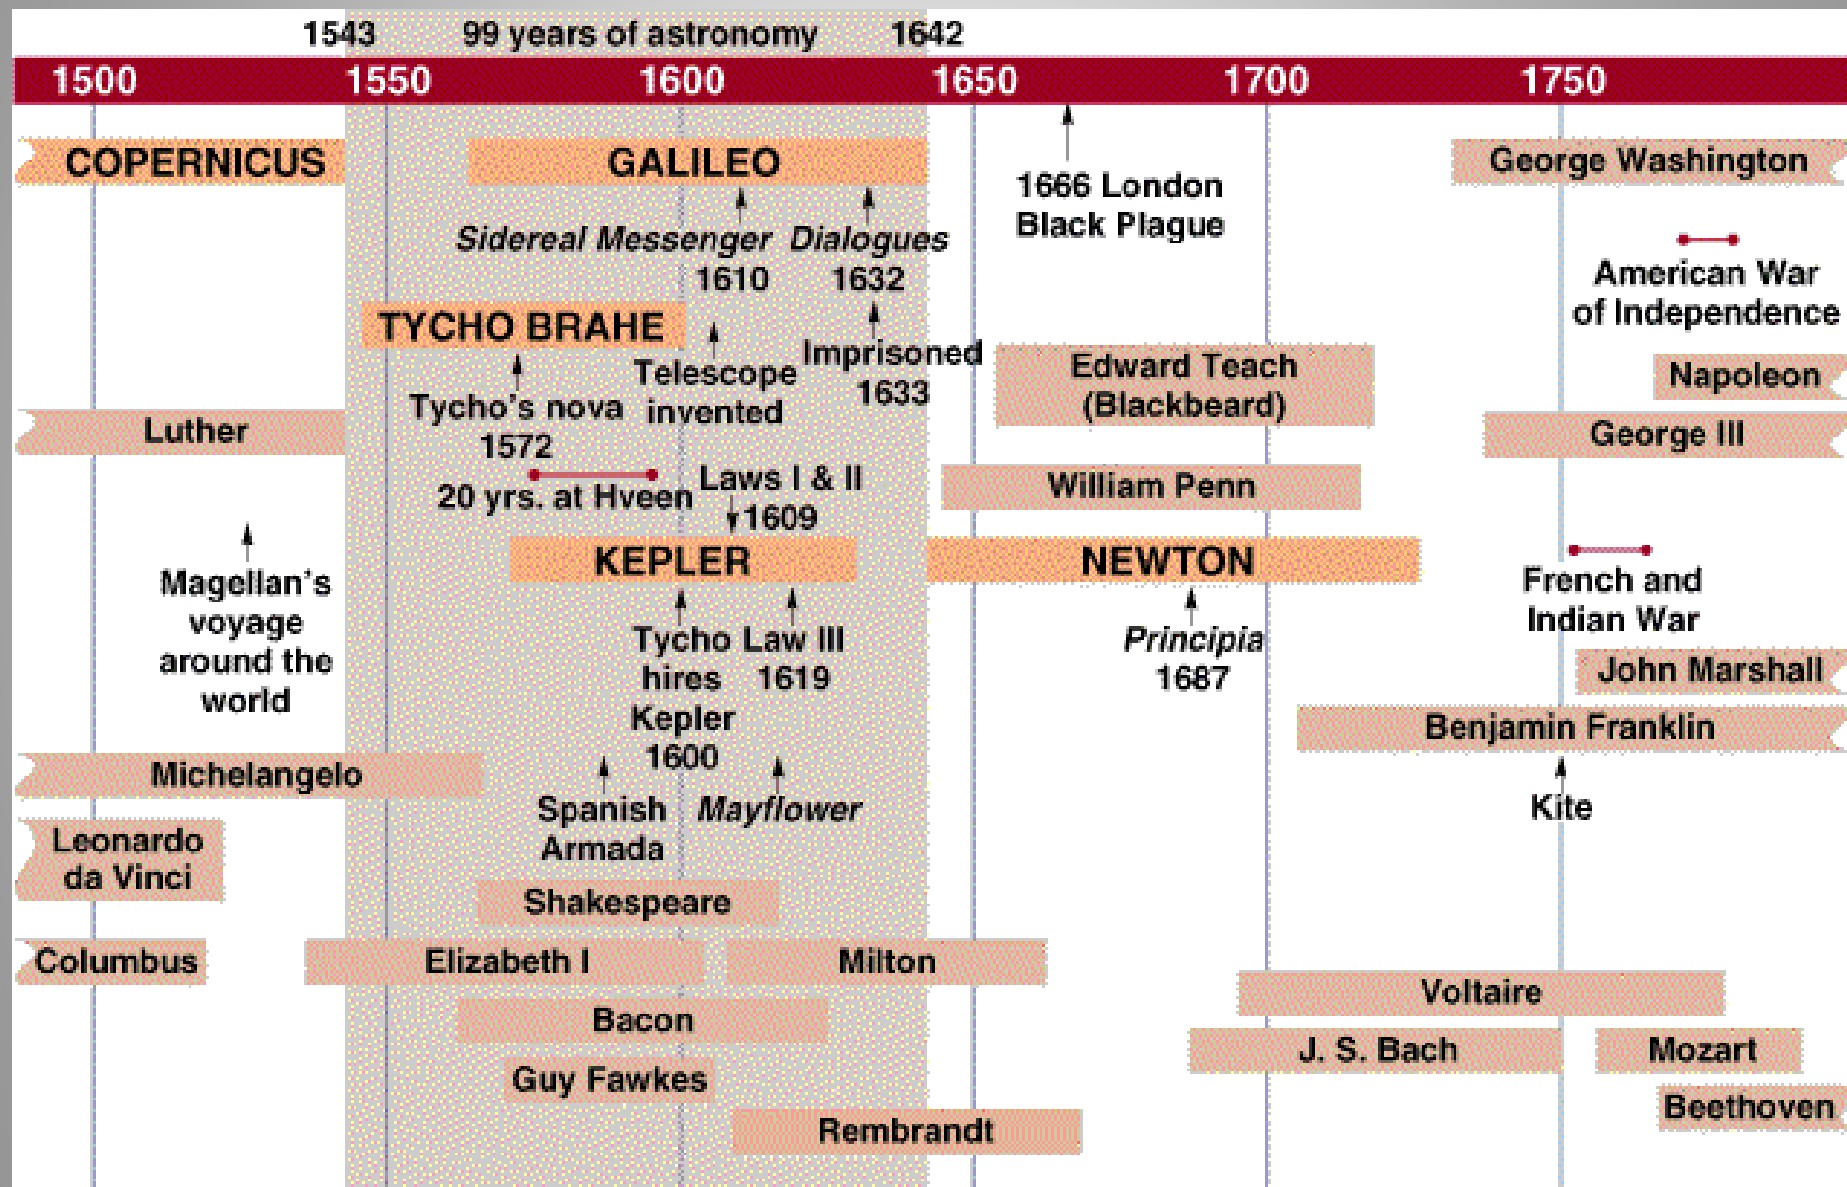 1543 99 years of astronomy 1642
1500 1550 1600 1650 1700 1750
COPERNICUS
GALILEO
George Washington
1666 London
Black Plague
Sidereal Messenger
1610
Dialogues
1632
American War
of Independence
TYCHO BRAHE
Telescope
invented
Imprisoned
1633
Edward Teach
(Blackbeard)
Napoleon
Tycho's nova
1572
Luther
George III
20 yrs. at Hveen
Laws I & II
1609
William Penn
KEPLER
NEWTON
French and
Indian War
Magellan's
voyage
around the
world
Tycho
hires
Kepler
1600
Law III
1619
Principia
1687
John Marshall
Benjamin Franklin
Michelangelo
Spanish
Armada
Mayflower
Kite
Leonardo
da Vinci
Shakespeare
Columbus
Elizabeth I
Milton
Voltaire
Bacon
J. S. Bach
Mozart
Guy Fawkes
Beethoven
Rembrandt